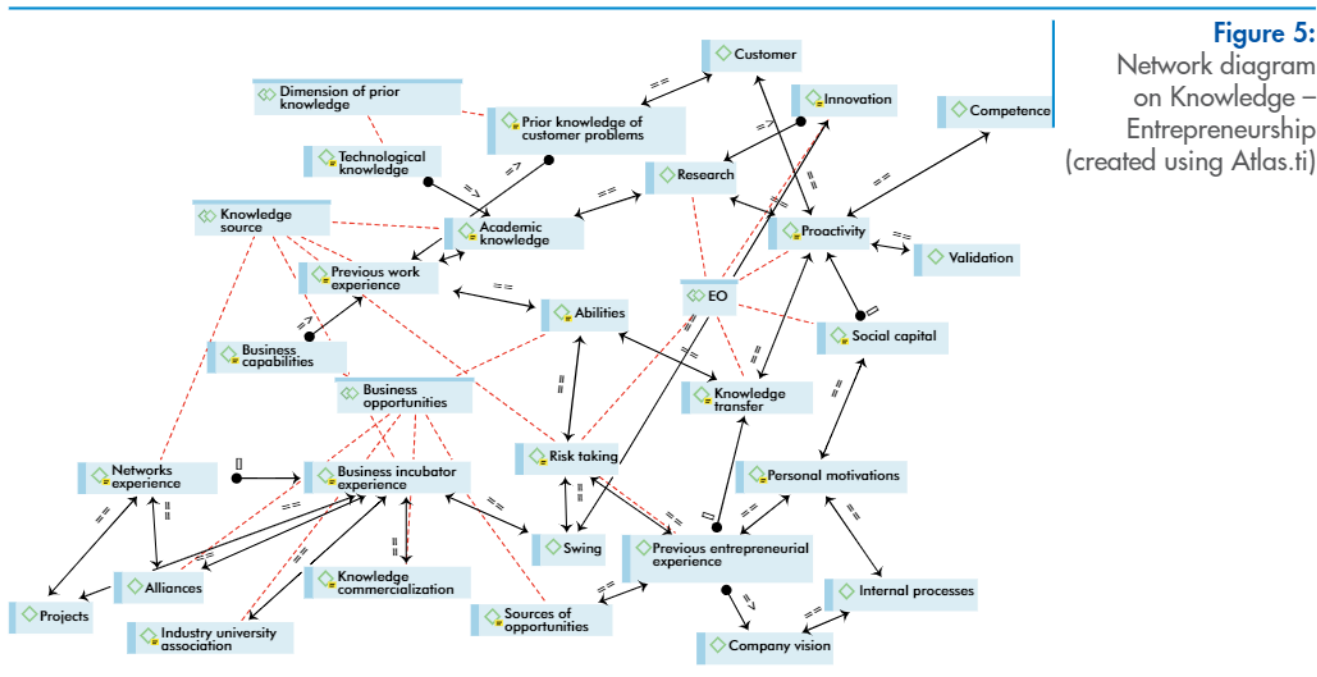 Figure 5:
Network diagram
on Knowledge –
Entrepreneurship
(created using Atlas.ti)
Customer
Dimension of prior
knowledge
Innovation
Competence
Prior knowledge of
customer problems
Technological
knowledge
Research
Knowledge
source
Academic
knowledge
Proactivity
Validation
Previous work
experience
EO
Abilities
Social capital
Business
capabilities
Business
opportunities
Knowledge
transfer
Networks
experience
Business incubator
experience
Risk taking
Personal motivations
Swing
Previous entrepreneurial
experience
Alliances
Knowledge
commercialization
Internal processes
Projects
Sources of
opportunities
Industry university
association
Company vision
==
==
=>
==
==
=>
==
==
==
==
=>
==
==
==
==
==
==
[]
[]
[]
==
==
==
==
==
==
==
==
==
==
==
=>
==